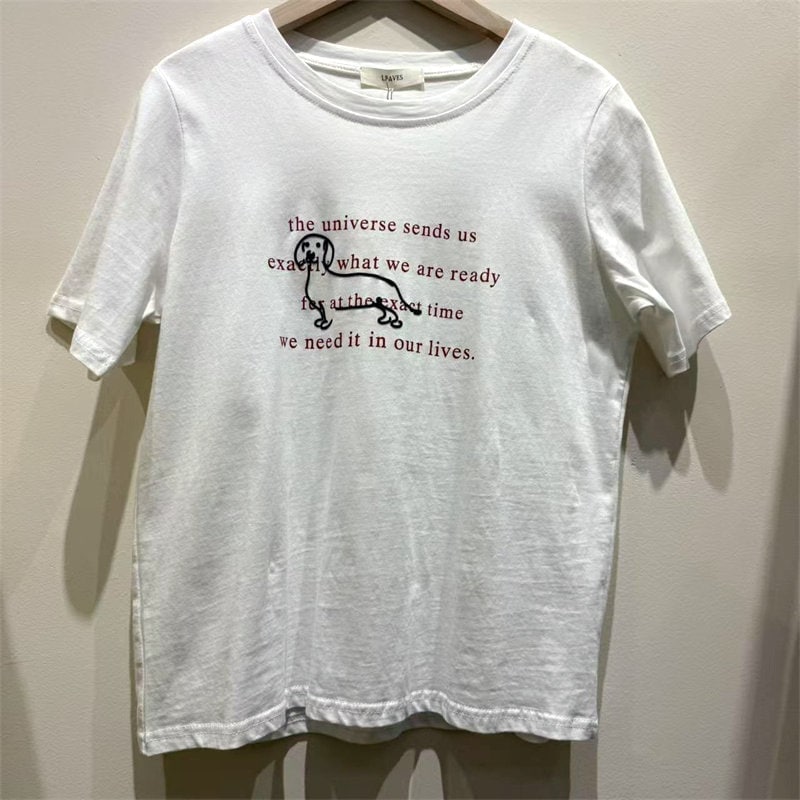 LEAVES
the universe sends us
exactly what we are ready
for at the exact time
we need it in our lives.